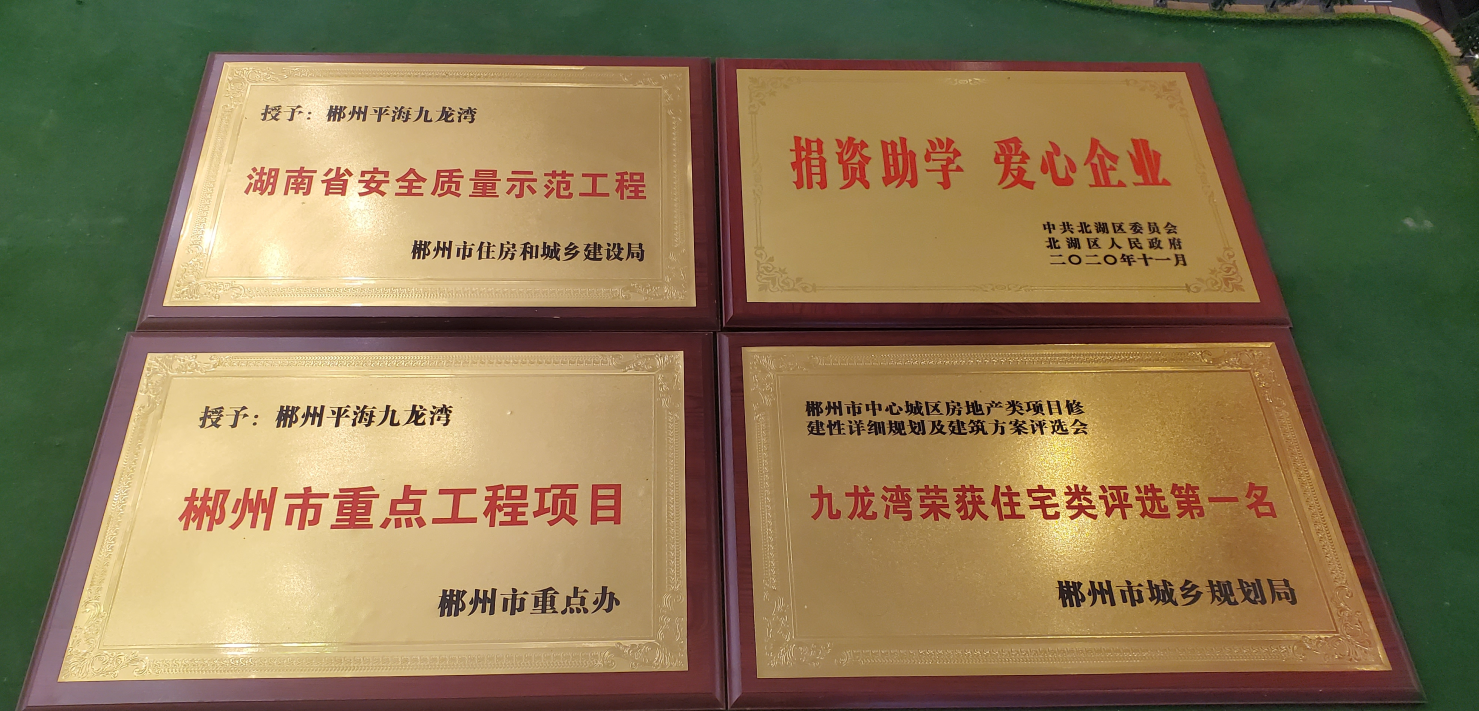 授予：郴州平海九龙湾
湖南省安全质量示范工程
郴州市住房和城乡建设局
捐资助学 爱心企业
中共北湖区委员会
北湖区人民政府
二〇二〇年十一月
授予：郴州平海九龙湾
郴州市重点工程项目
郴州市重点办
郴州市中心城区房地产类项目修
建性详细规划及建筑方案评选会
九龙湾荣获住宅类评选第一名
郴州市城乡规划局